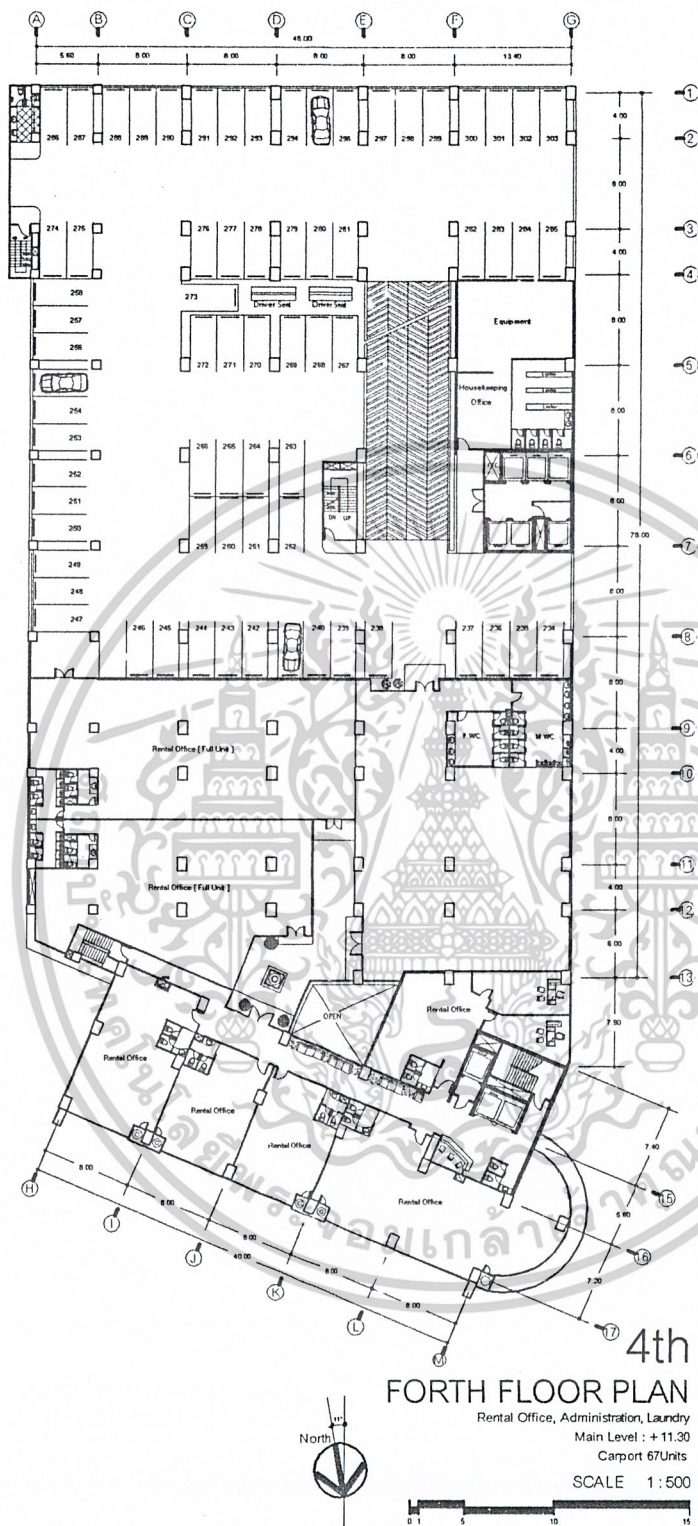 A B C D E F G
48.00
5.60 8.00 8.00 8.00 8.00 13.40
1
4.00
286 287 288 289 290 291 292 293 294 296 297 298 299 300 301 302 303
2
8.00
274 275 276 277 278 279 280 281 282 283 284 285
3
4.00
4
258 273 Driver Seat Driver Seat
257 Equipment
8.00
256 272 271 270 269 268 267
5
Housekeeping
Office
254
253
8.00
266 265 264 263
6
252
251 DN UP
250
8.00
259 260 261 262
7
78.00
249
248
247
8.00
246 245 244 243 242 240 239 238 237 236 235 234
8
8.00
Rental Office [ Full Unit ] F WC. M WC.
9
4.00
10
8.00
Rental Office [ Full Unit ]
11
4.00
12
6.00
13
OPEN
Rental Office
7.90
Rental Office
Rental Office
Rental Office
Rental Office
7.40
15
5.60
16
7.20
17
H I J K L M
8.00 8.00 8.00 8.00 8.00
40.00
4th
FORTH FLOOR PLAN
Rental Office, Administration, Laundry
Main Level : + 11.30
Carport 67Units
SCALE 1 : 500
North 11°
0 1 5 10 15